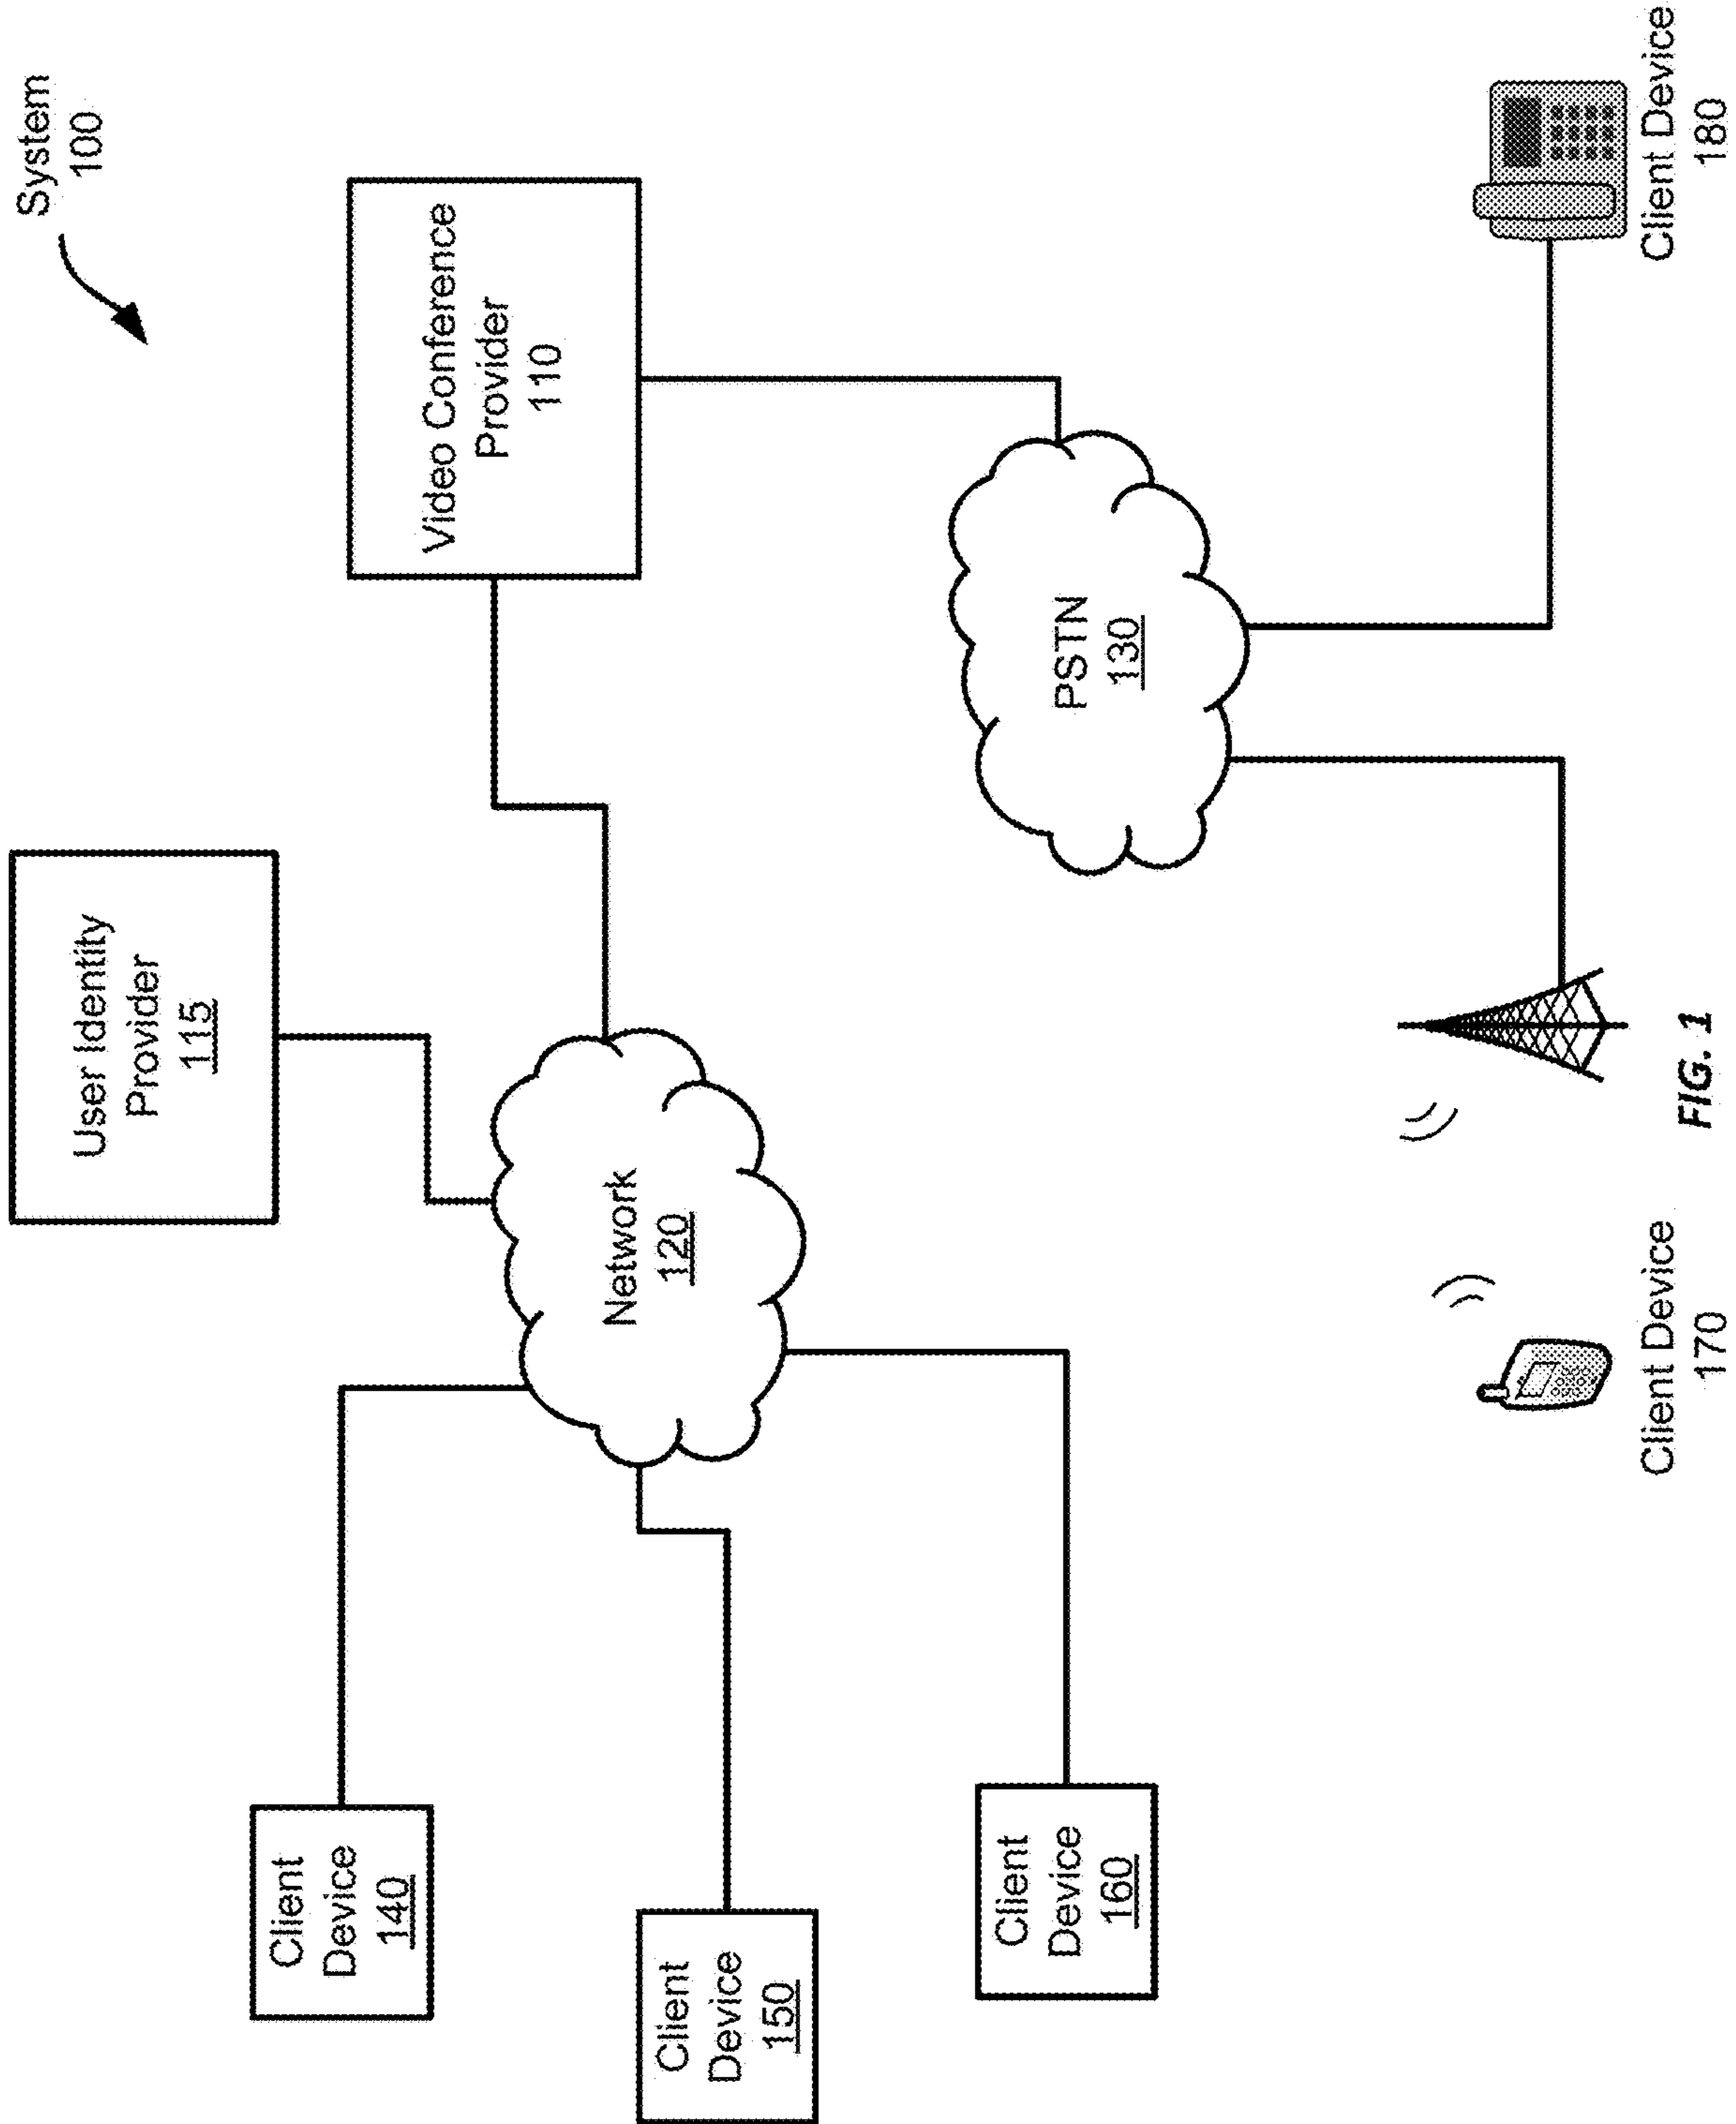 System
100
User Identity
Provider
115
Video Conference
Provider
110
Client
Device
140
Network
120
Client
Device
150
PSTN
130
Client
Device
160
Client Device
170
Client Device
180
FIG. 1